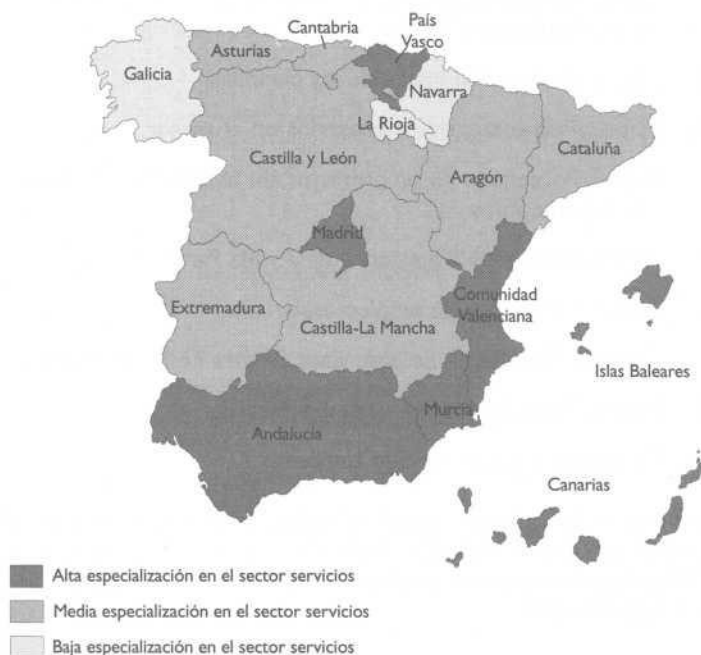 Cantabria
País
Vasco
Asturias
Galicia
Navarra
La Rioja
Castilla y León
Cataluña
Aragón
Madrid
Comunidad
Valenciana
Extremadura
Castilla-La Mancha
Islas Baleares
Murcia
Andalucía
Canarias
Alta especialización en el sector servicios
Media especialización en el sector servicios
Baja especialización en el sector servicios